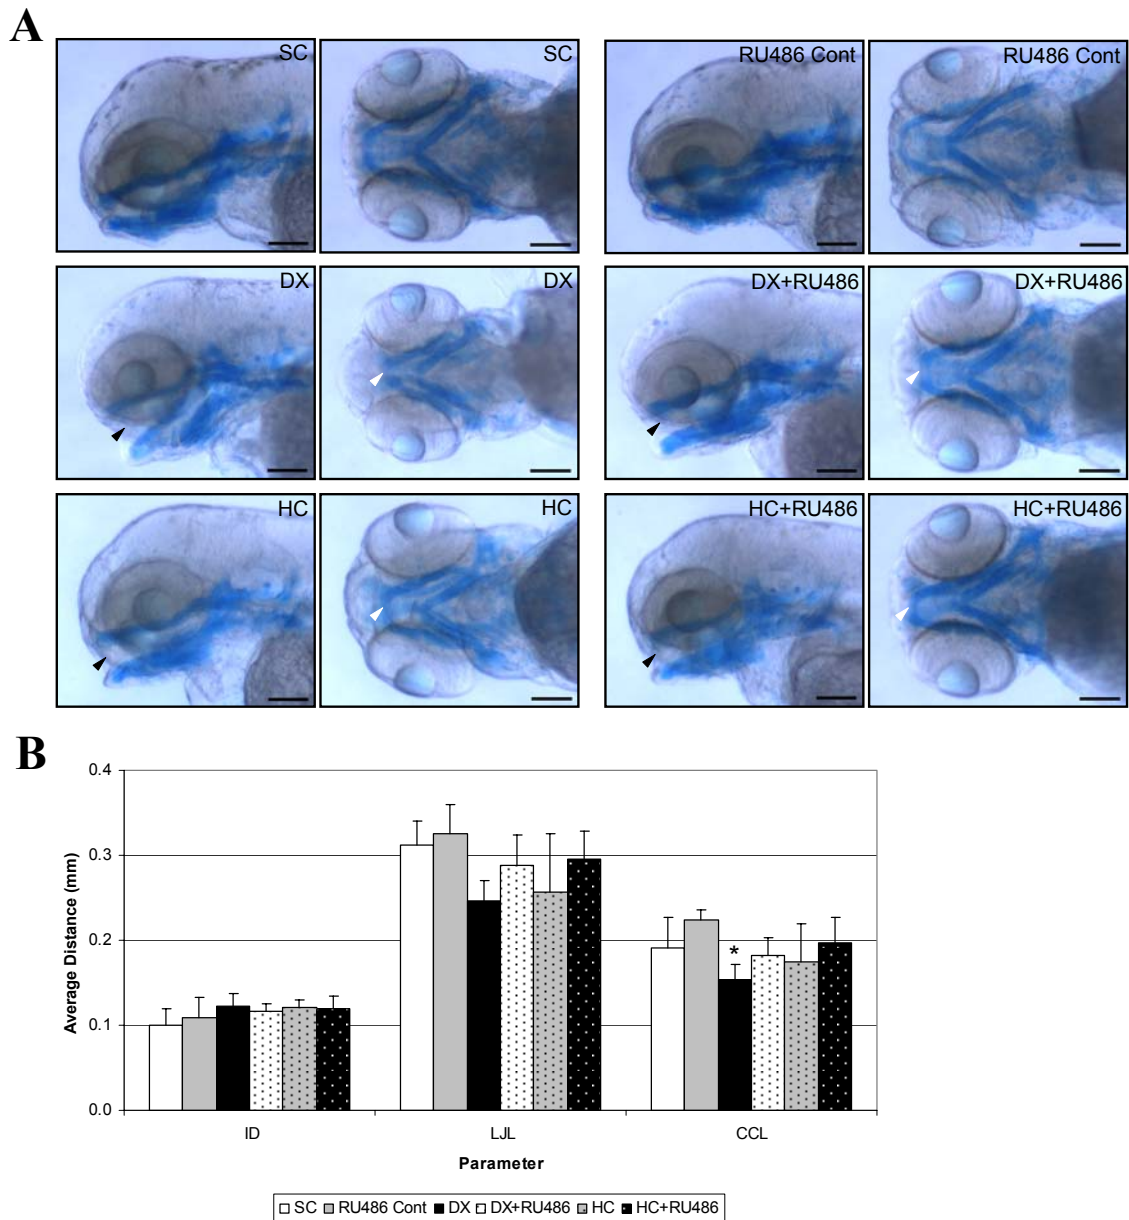 A
SC SC RU486 Cont RU486 Cont
DX DX DX+RU486 DX+RU486
HC HC HC+RU486 HC+RU486
B
0.4
0.3
0.2
0.1
0.0
Average Distance (mm)
*
ID LJL CCL
Parameter
SC RU486 Cont DX DX+RU486 HC HC+RU486